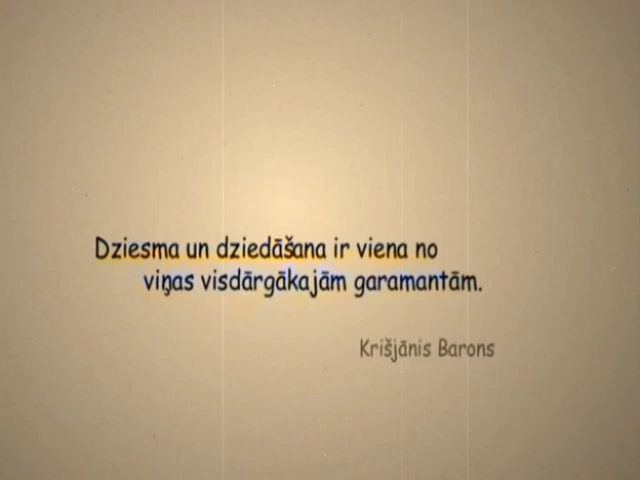 Dziesma un dziedāšana ir viena no
viņas visdārgākajām garamantām.
Krišjānis Barons